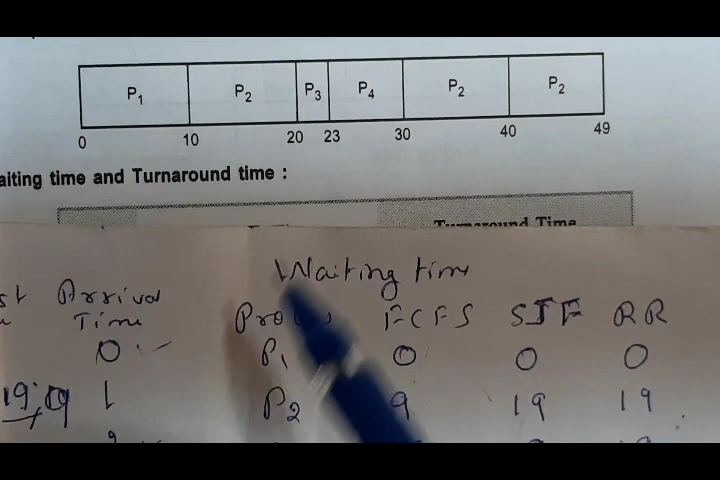 P1 P2 P3 P4 P2 P2
0 10 20 23 30 40 49
aiting time and Turnaround time :
Turnaround Time
Waiting time
st Arrival Process FCFS SJF RR
Time
0 P1 0 0 0
19 1 P2 9 19 19